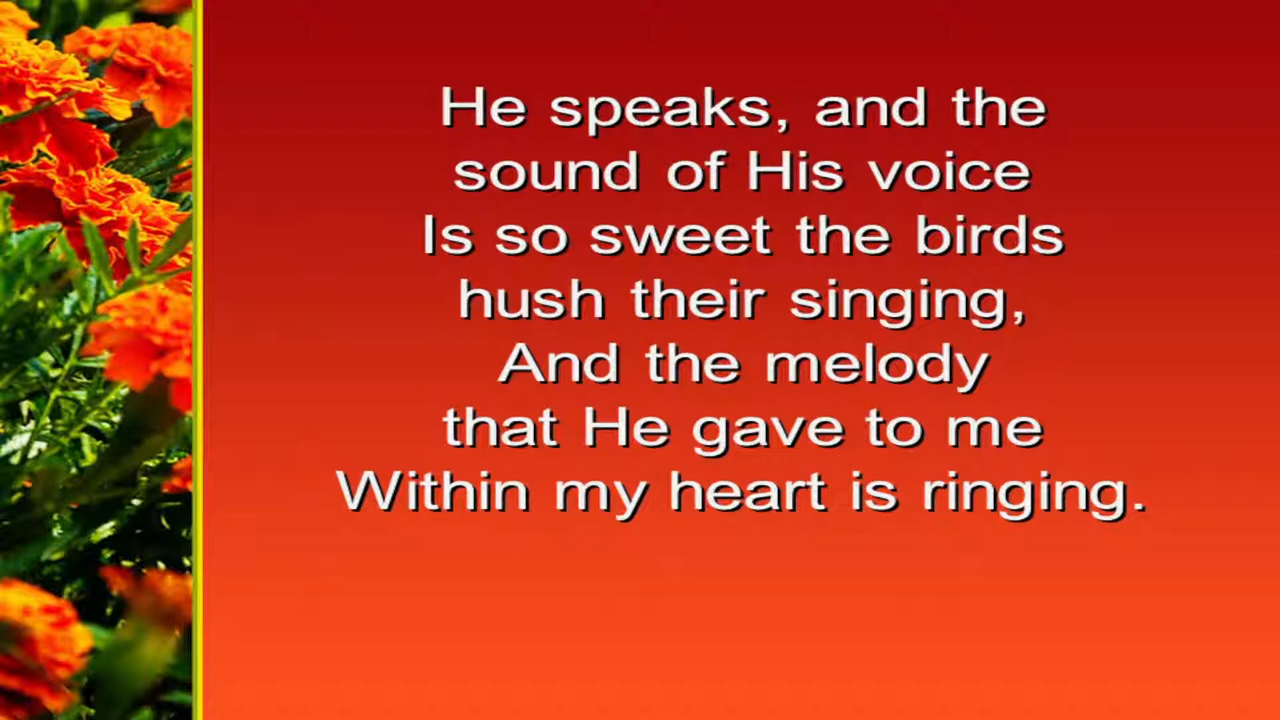 He speaks, and the
sound of His voice
Is so sweet the birds
hush their singing,
And the melody
that He gave to me
Within my heart is ringing.